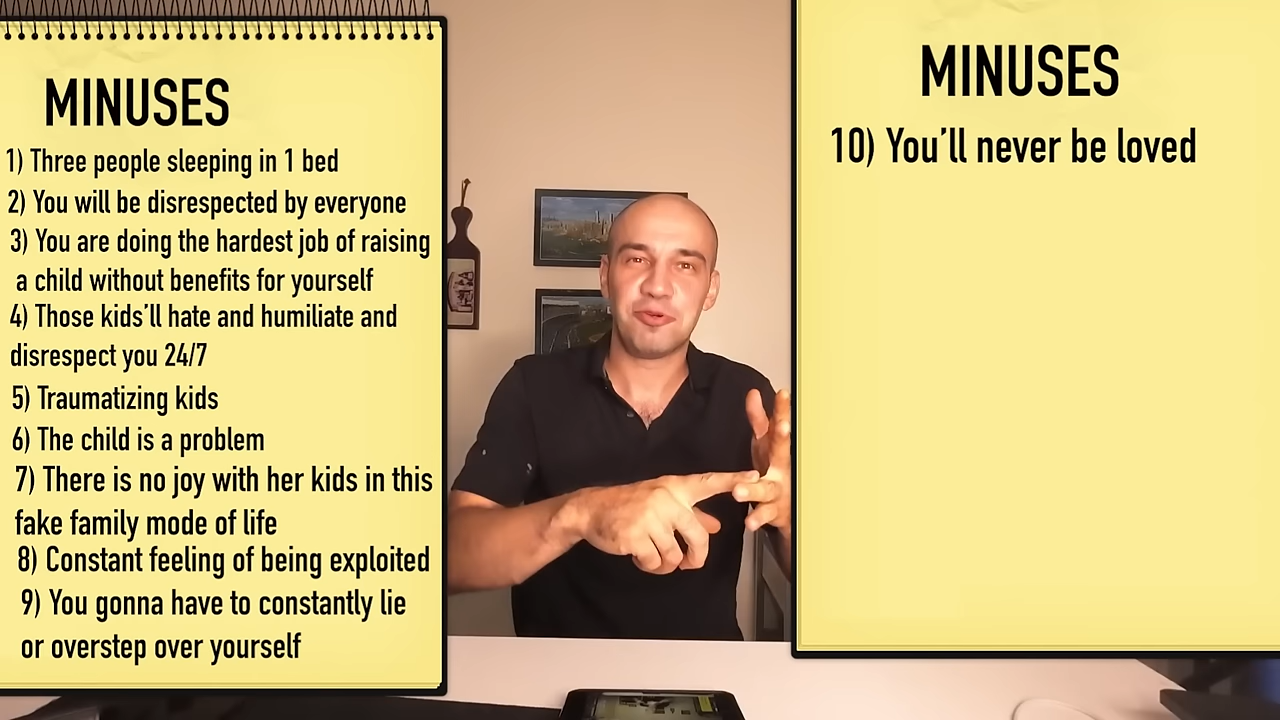 MINUSES
1) Three people sleeping in 1 bed
2) You will be disrespected by everyone
3) You are doing the hardest job of raising
a child without benefits for yourself
4) Those kids’ll hate and humiliate and
disrespect you 24/7
5) Traumatizing kids
6) The child is a problem
7) There is no joy with her kids in this
fake family mode of life
8) Constant feeling of being exploited
9) You gonna have to constantly lie
or overstep over yourself
MINUSES
10) You’ll never be loved